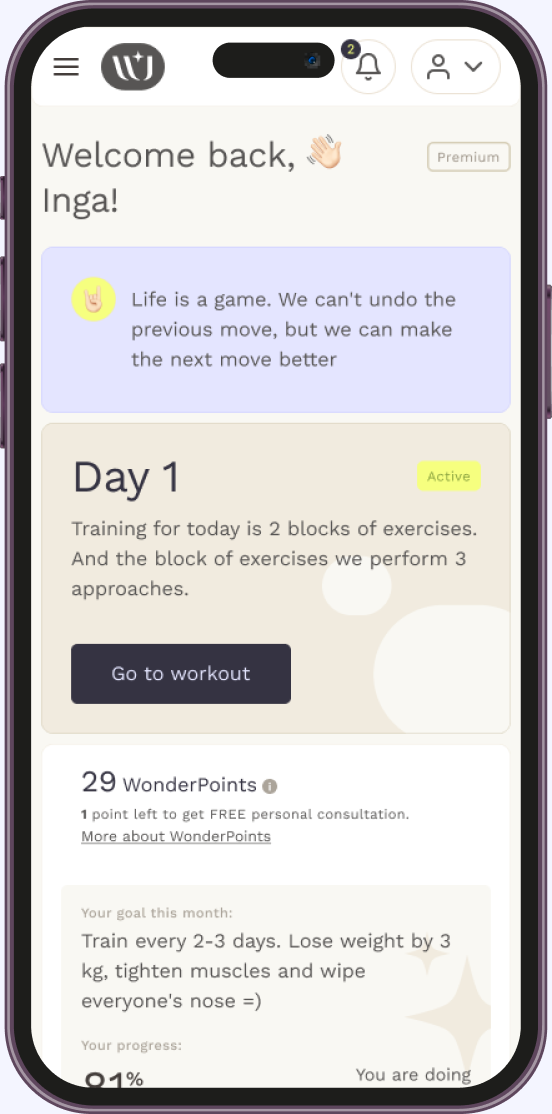 WJ
2
Welcome back, 👋
Inga!
Premium
🤘 Life is a game. We can't undo the
previous move, but we can make
the next move better
Day 1
Active
Training for today is 2 blocks of exercises.
And the block of exercises we perform 3
approaches.
Go to workout
29 WonderPoints
1 point left to get FREE personal consultation.
More about WonderPoints
Your goal this month:
Train every 2-3 days. Lose weight by 3
kg, tighten muscles and wipe
everyone's nose =)
Your progress:
81%
You are doing